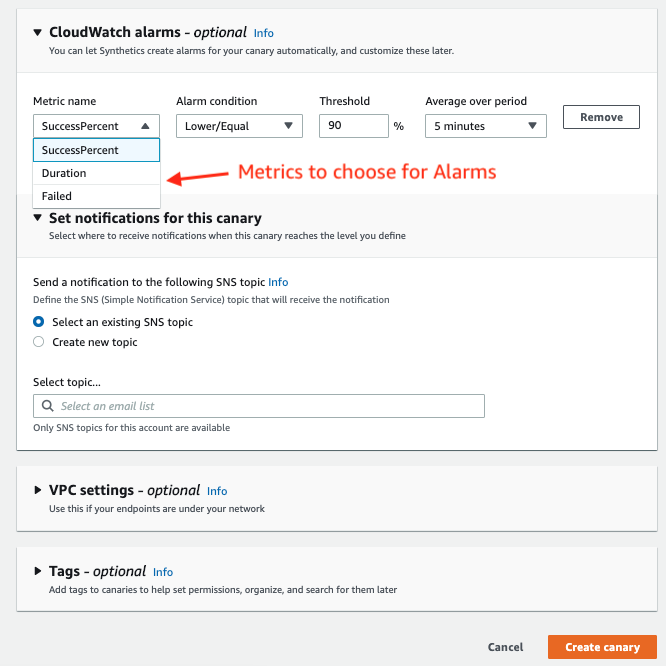 CloudWatch alarms - optional Info
You can let Synthetics create alarms for your canary automatically, and customize these later.
Metric name Alarm condition Threshold Average over period
SuccessPercent Lower/Equal 90 % 5 minutes Remove
SuccessPercent
Duration
Metrics to choose for Alarms
Failed
Set notifications for this canary
Select where to receive notifications when this canary reaches the level you define
Send a notification to the following SNS topic Info
Define the SNS (Simple Notification Service) topic that will receive the notification
Select an existing SNS topic
Create new topic
Select topic...
Select an email list
Only SNS topics for this account are available
VPC settings - optional Info
Use this if your endpoints are under your network
Tags - optional Info
Add tags to canaries to help set permissions, organize, and search for them later
Cancel Create canary